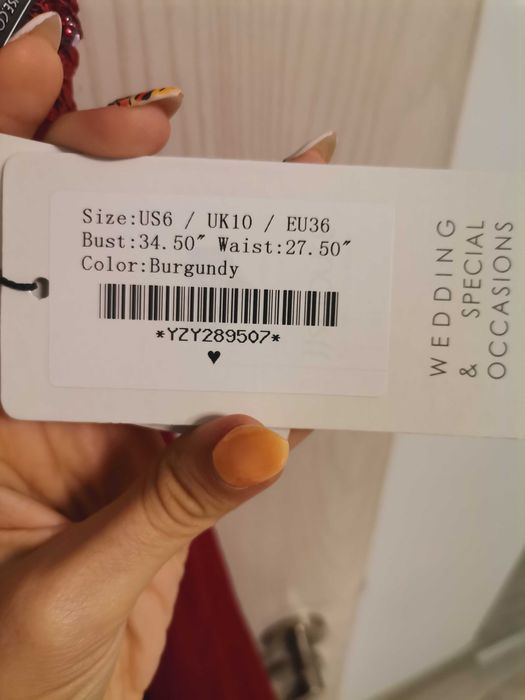 Size:US6 / UK10 / EU36
Bust:34.50″ Waist:27.50″
Color:Burgundy
*YZY289507*
♥
WEDDING
& SPECIAL
OCCASIONS